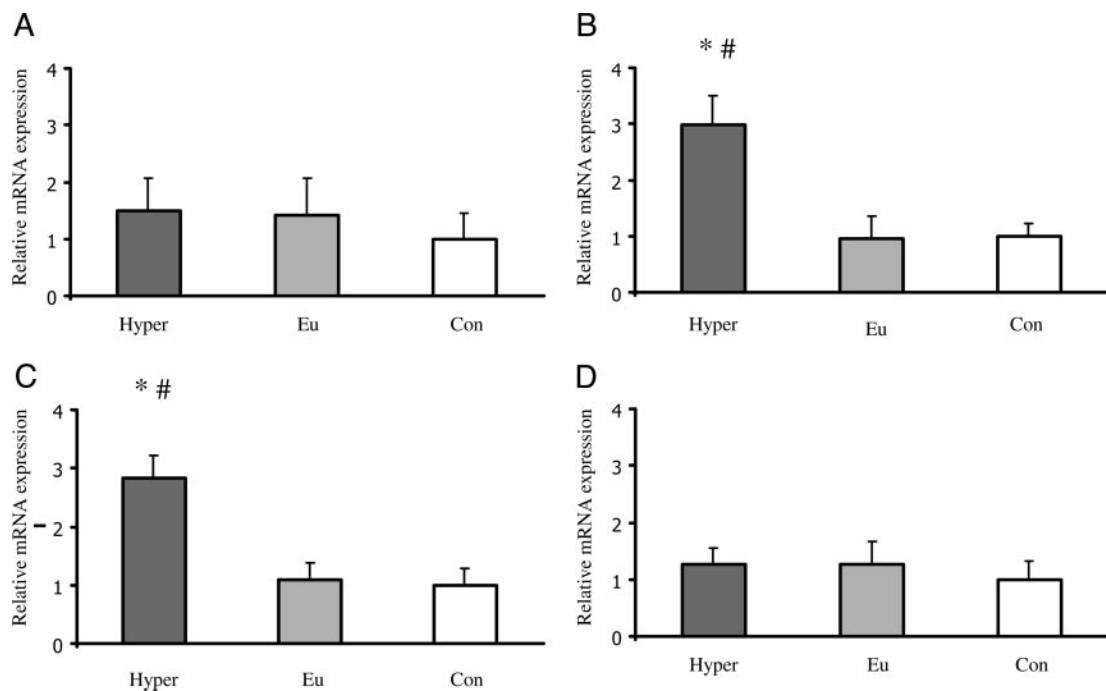 A
Relative mRNA expression
4
3
2
1
0
Hyper Eu Con
B
* #
Relative mRNA expression
4
3
2
1
0
Hyper Eu Con
C
* #
Relative mRNA expression
4
3
2
1
0
Hyper Eu Con
D
Relative mRNA expression
4
3
2
1
0
Hyper Eu Con